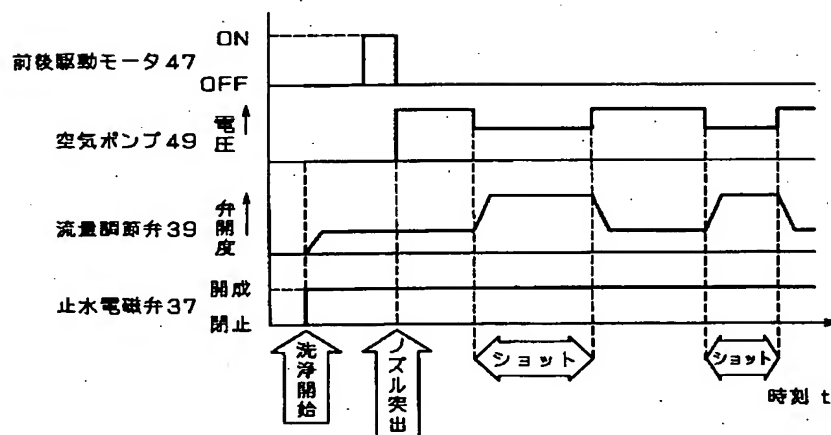 ON
前後駆動モータ47
OFF
電圧
空気ポンプ49
弁開度
流量調節弁39
開成
止水電磁弁37
閉止
洗浄開始
ノズル突出
ショット
ショット
時刻 t